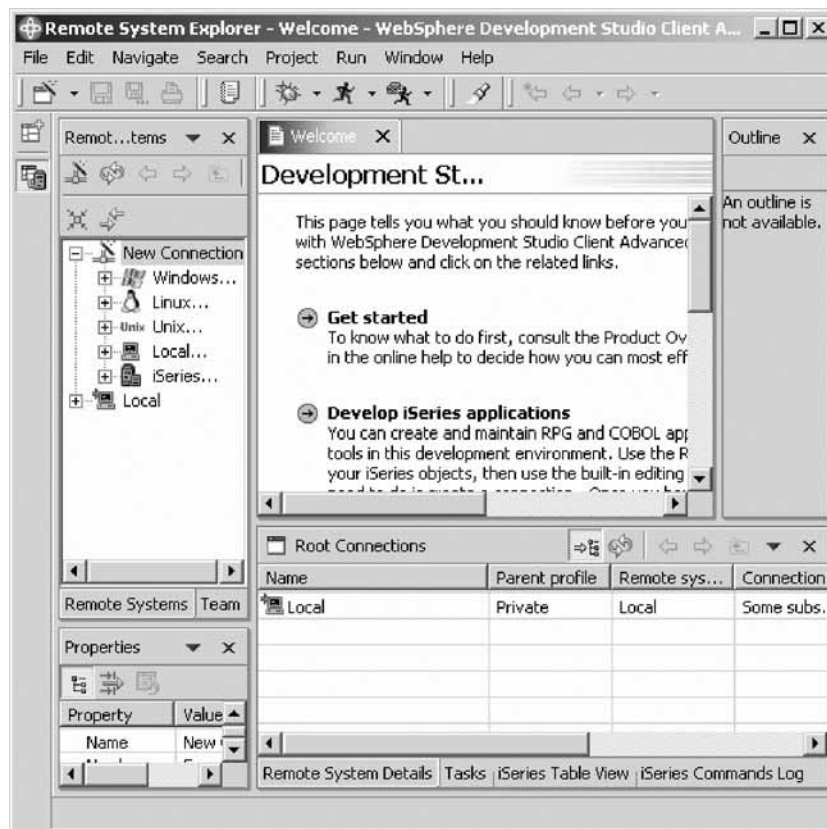 Remote System Explorer - Welcome - WebSphere Development Studio Client A...
File Edit Navigate Search Project Run Window Help
Remot...tems
Welcome
Outline
Development St...
An outline is
not available.
This page tells you what you should know before you
with WebSphere Development Studio Client Advanced
sections below and click on the related links.
Get started
To know what to do first, consult the Product Ov
in the online help to decide how you can most eff
Develop iSeries applications
You can create and maintain RPG and COBOL app
tools in this development environment. Use the R
your iSeries objects, then use the built-in editing
New Connection
Windows...
Linux...
Unix Unix...
Local...
iSeries...
Local
Remote Systems Team
Root Connections
Name Parent profile Remote sys... Connection
Local Private Local Some subs.
Properties
Property Value
Name New
Remote System Details Tasks iSeries Table View iSeries Commands Log